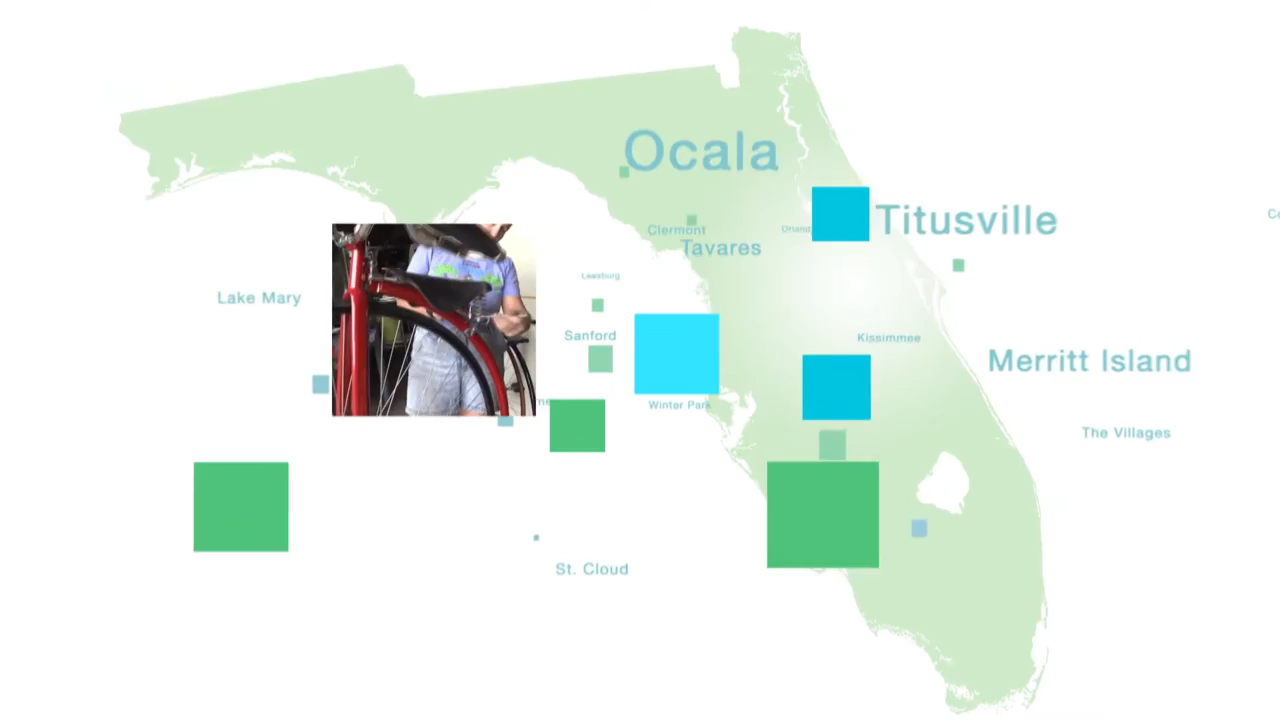 Ocala
Titusville
Clermont
Tavares
Leesburg
Lake Mary
Sanford
Kissimmee
Merritt Island
Winter Park
The Villages
St. Cloud